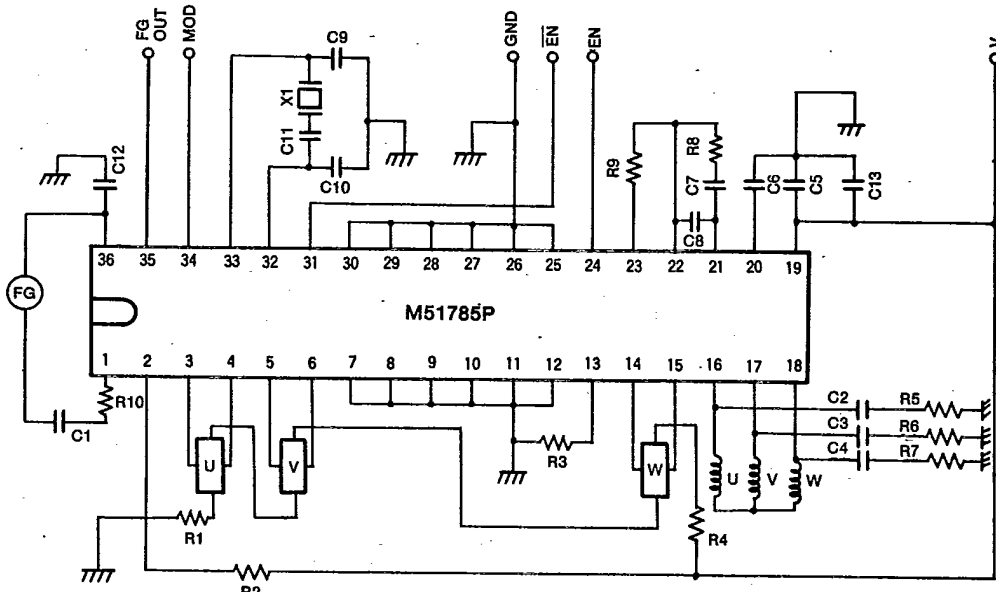 FG OUT
MOD
GND
EN
EN
V
C9
X1
C11
C10
C12
R9
R8
C7
C8
C6
C5
C13
36 35 34 33 32 31 30 29 28 27 26 25 24 23 22 21 20 19
FG
M51785P
1 2 3 4 5 6 7 8 9 10 11 12 13 14 15 16 17 18
R10
C1
U
V
R3
W
U
V
W
C2 R5
C3 R6
C4 R7
R1
R4
R2